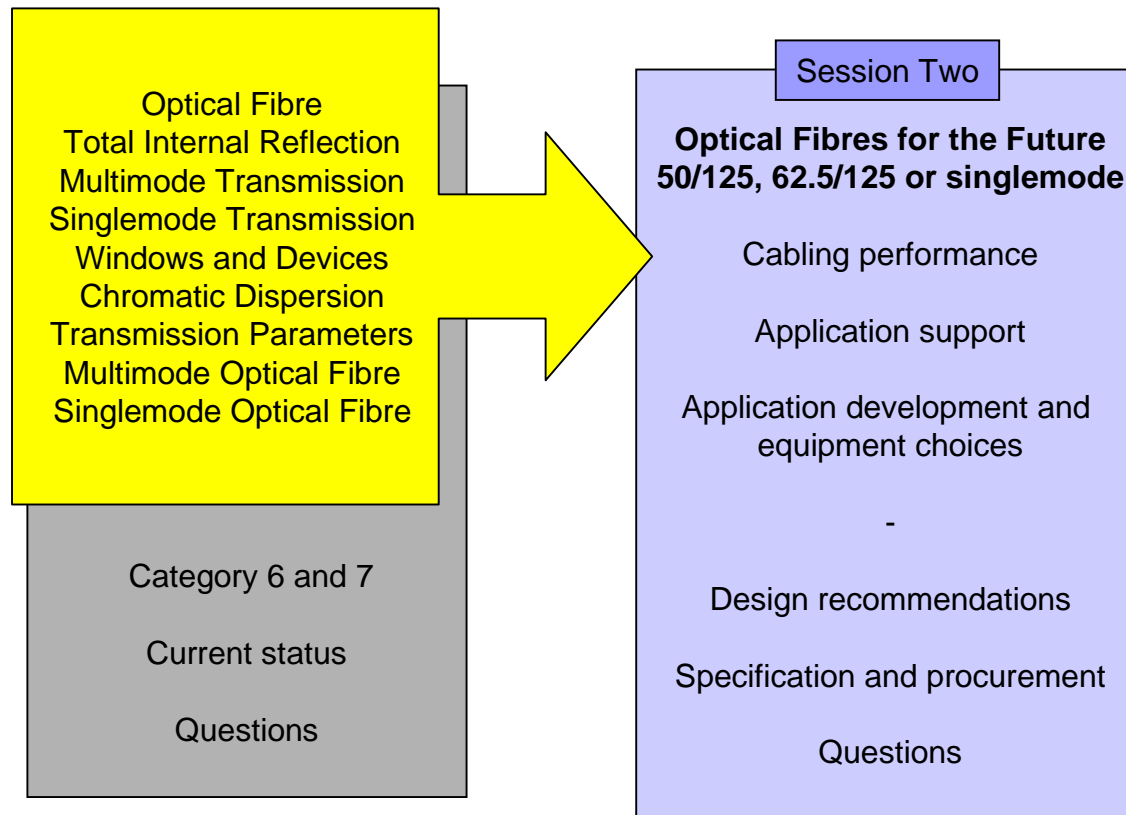 Optical Fibre
Total Internal Reflection
Multimode Transmission
Singlemode Transmission
Windows and Devices
Chromatic Dispersion
Transmission Parameters
Multimode Optical Fibre
Singlemode Optical Fibre
Category 6 and 7
Current status
Questions
Session Two
Optical Fibres for the Future
50/125, 62.5/125 or singlemode
Cabling performance
Application support
Application development and
equipment choices
-
Design recommendations
Specification and procurement
Questions